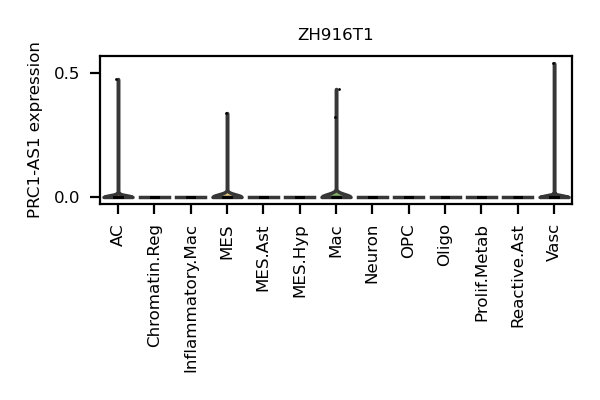 ZH916T1
PRC1-AS1 expression
0.5
0.0
AC
Chromatin.Reg
Inflammatory.Mac
MES
MES.Ast
MES.Hyp
Mac
Neuron
OPC
Oligo
Prolif.Metab
Reactive.Ast
Vasc